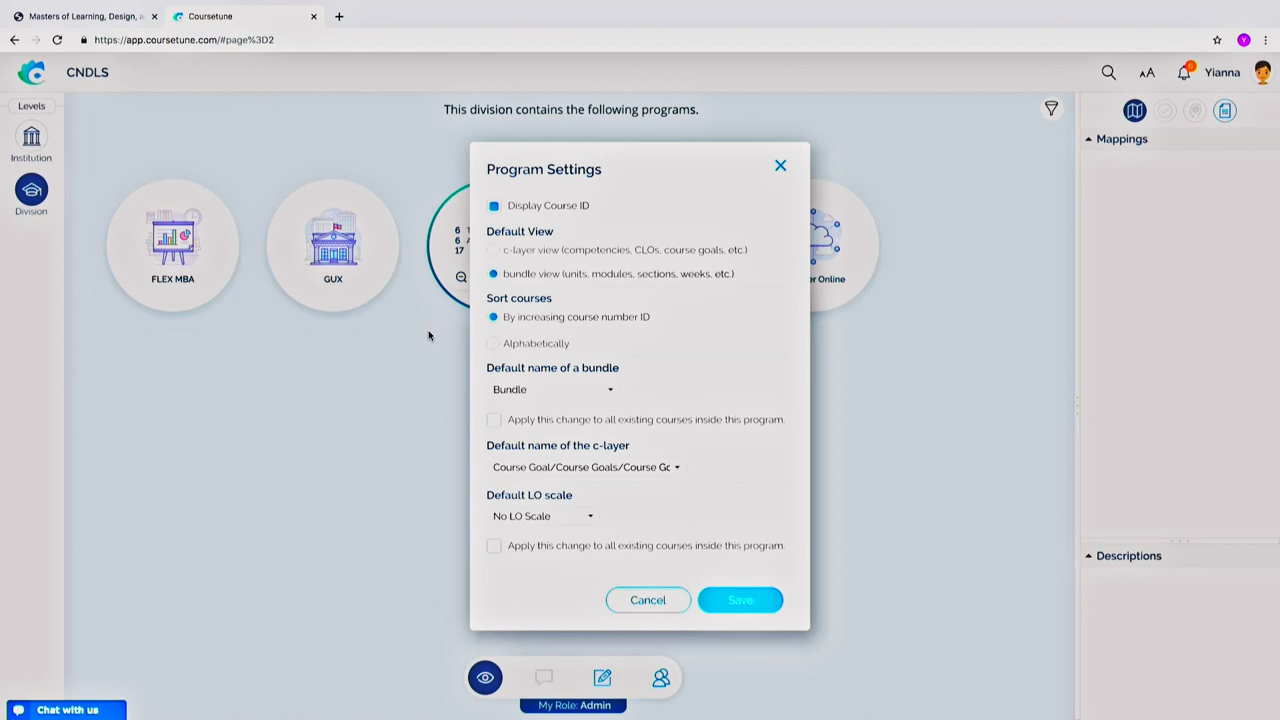 Masters of Learning, Design, a
Coursetune
https://app.coursetune.com/#page%3D2
Y
CNDLS
AA
6
Yianna
Levels
Institution
Division
This division contains the following programs.
FLEX MBA
GUX
6 T
6 A
17
r Online
Program Settings
Display Course ID
Default View
c-layer view (competencies, CLOs, course goals, etc.)
bundle view (units, modules, sections, weeks, etc.)
Sort courses
By increasing course number ID
Alphabetically
Default name of a bundle
Bundle
Apply this change to all existing courses inside this program.
Default name of the c-layer
Course Goal/Course Goals/Course Gc
Default LO scale
No LO Scale
Apply this change to all existing courses inside this program.
Cancel
Save
Mappings
Descriptions
My Role: Admin
Chat with us